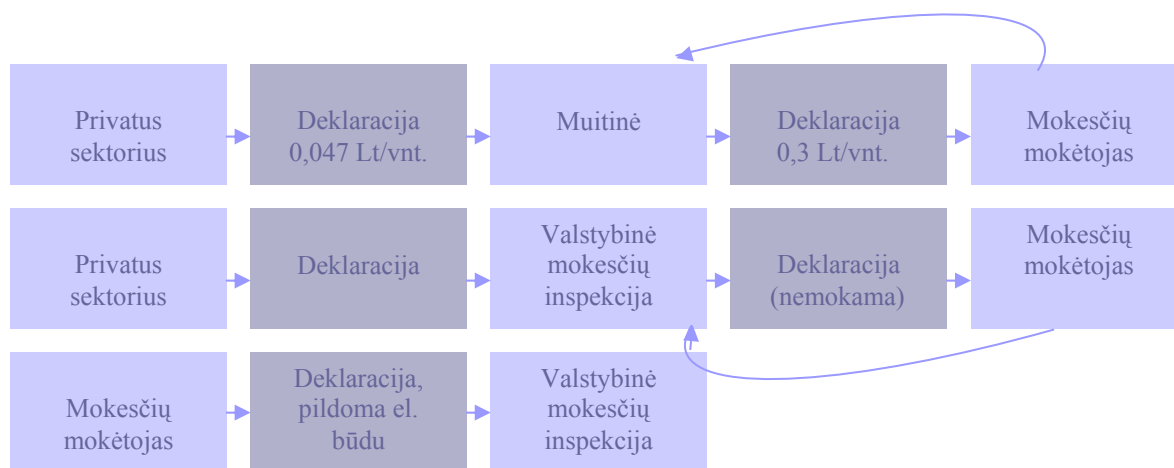 Privatus
sektorius
Deklaracija
0,047 Lt/vnt.
Muitinė
Deklaracija
0,3 Lt/vnt.
Mokesčių
mokėtojas
Privatus
sektorius
Deklaracija
Valstybinė
mokesčių
inspekcija
Deklaracija
(nemokama)
Mokesčių
mokėtojas
Mokesčių
mokėtojas
Deklaracija,
pildoma el.
būdu
Valstybinė
mokesčių
inspekcija